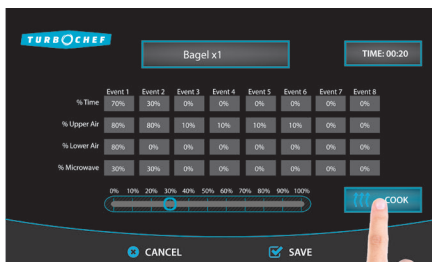 TURBOCHEF
Bagel x1
TIME: 00:20
Event 1 Event 2 Event 3 Event 4 Event 5 Event 6 Event 7 Event 8
% Time 70% 30% 0% 0% 0% 0% 0% 0%
% Upper Air 80% 80% 10% 10% 10% 10% 0% 0%
% Lower Air 80% 0% 0% 0% 0% 0% 0% 0%
% Microwave 30% 30% 0% 0% 0% 0% 0% 0%
0% 10% 20% 30% 40% 50% 60% 70% 80% 90% 100%
COOK
CANCEL
SAVE